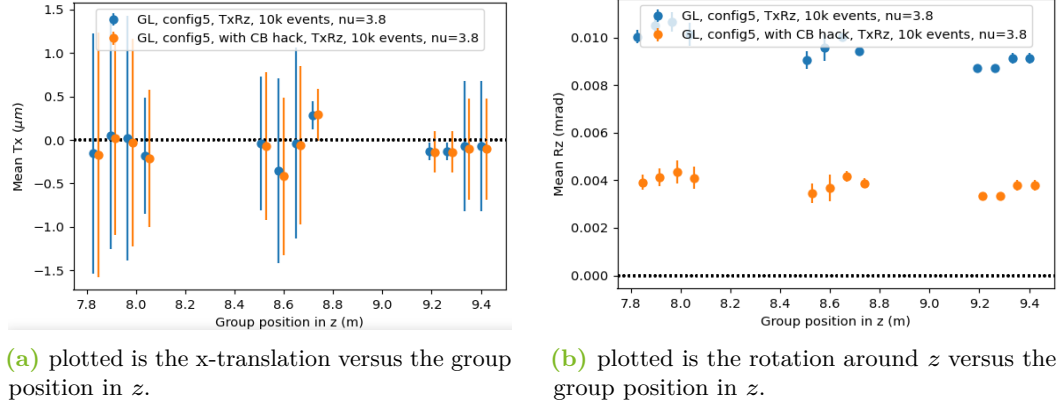 GL, config5, TxRz, 10k events, nu=3.8
GL, config5, with CB hack, TxRz, 10k events, nu=3.8
1.5
1.0
0.5
0.0
−0.5
−1.0
−1.5
Mean Tx (μm)
7.8 8.0 8.2 8.4 8.6 8.8 9.0 9.2 9.4
Group position in z (m)
(a) plotted is the x-translation versus the group
position in z.
GL, config5, TxRz, 10k events, nu=3.8
GL, config5, with CB hack, TxRz, 10k events, nu=3.8
0.010
0.008
0.006
0.004
0.002
0.000
Mean Rz (mrad)
7.8 8.0 8.2 8.4 8.6 8.8 9.0 9.2 9.4
Group position in z (m)
(b) plotted is the rotation around z versus the
group position in z.